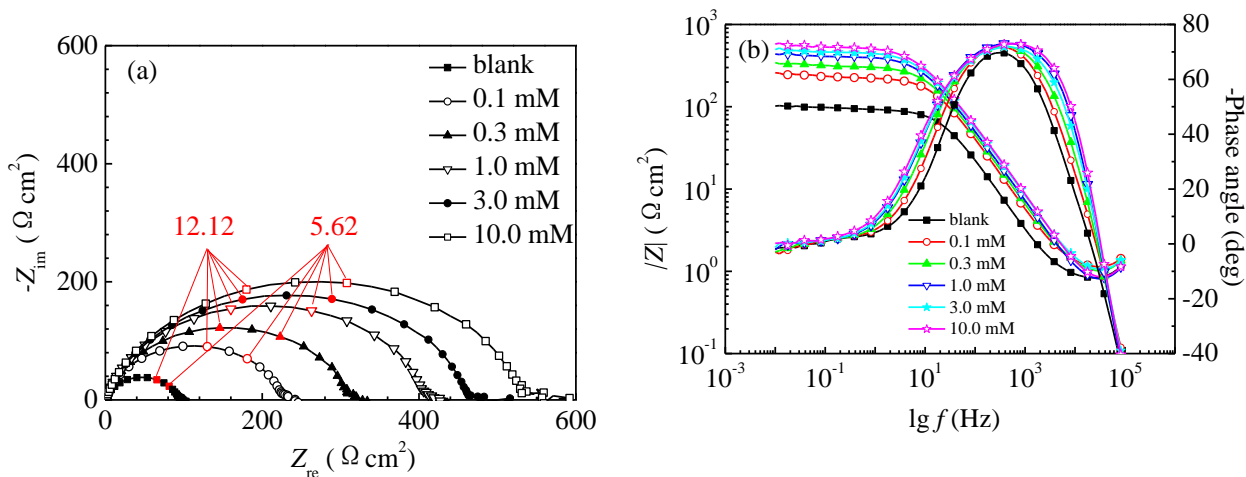 (a)
600
400
200
0
-Z_im ( Ω cm²)
blank
0.1 mM
0.3 mM
1.0 mM
3.0 mM
10.0 mM
12.12
5.62
0 200 400 600
Z_re ( Ω cm²)
(b)
10³
10²
10¹
10⁰
10⁻¹
/Z| ( Ω cm²)
blank
0.1 mM
0.3 mM
1.0 mM
3.0 mM
10.0 mM
80
60
40
20
0
-20
-40
-Phase angle (deg)
10⁻³ 10⁻¹ 10¹ 10³ 10⁵
lg f (Hz)